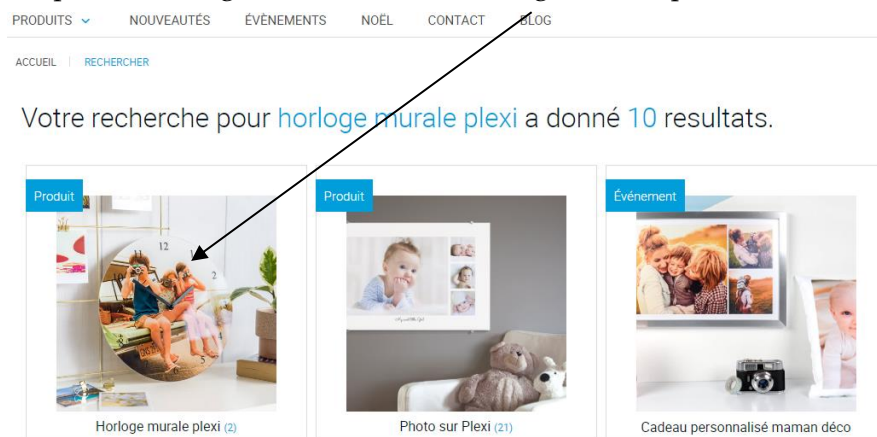 PRODUITS NOUVEAUTÉS ÉVÈNEMENTS NOËL CONTACT BLOG
ACCUEIL RECHERCHER
Votre recherche pour horloge murale plexi a donné 10 resultats.
Produit Produit Événement
Horloge murale plexi (2) Photo sur Plexi (21) Cadeau personnalisé maman déco